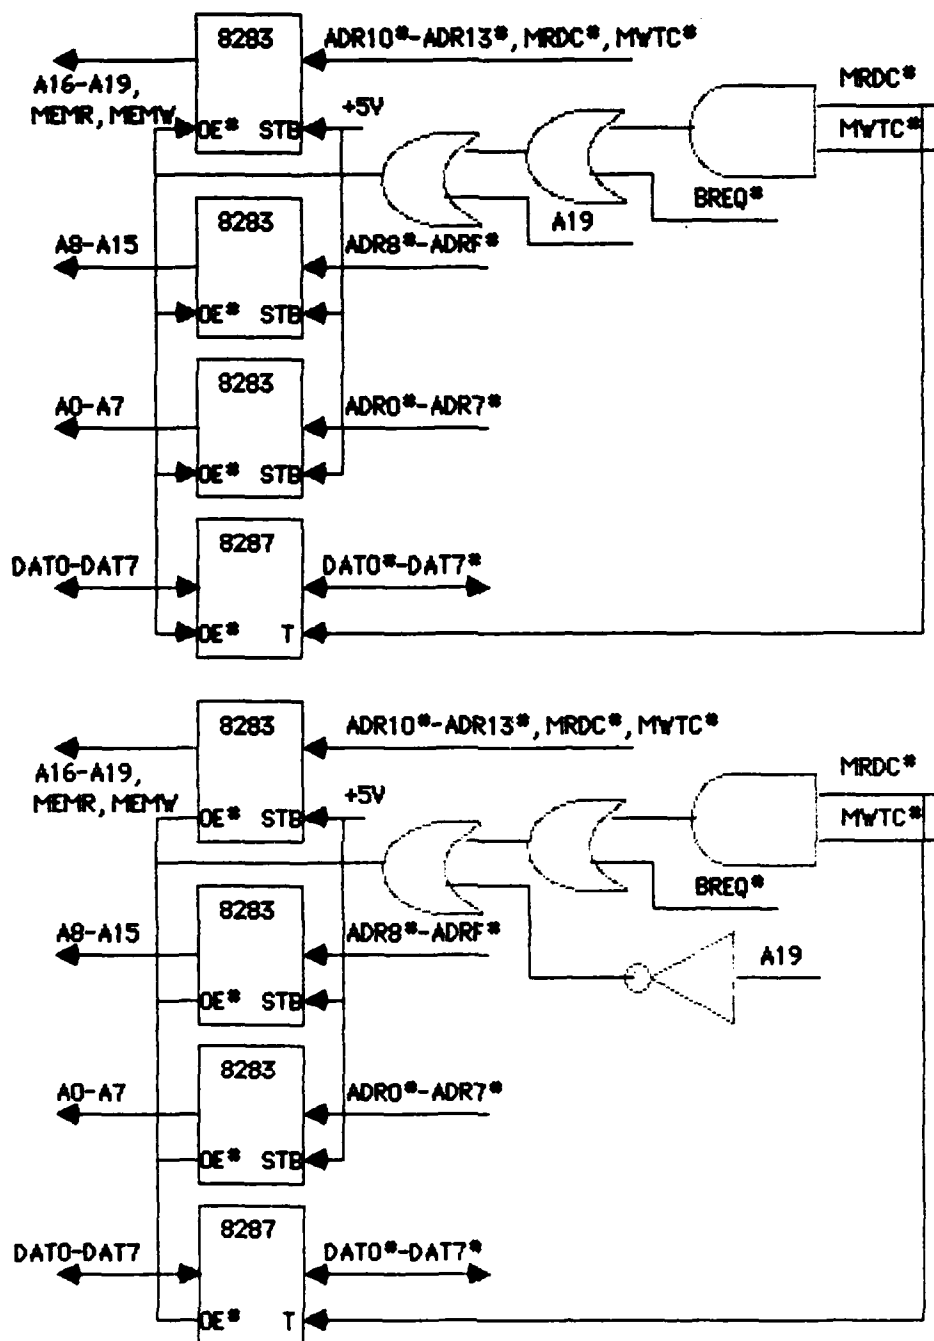 8283
ADR10*-ADR13*, MRDC*, MWTC*
A16-A19,
MEMR, MEMW
+5V
OE* STB
MRDC*
MWTC*
BREQ*
A19
8283
A8-A15
ADR8*-ADRF*
OE* STB
8283
A0-A7
ADR0*-ADR7*
OE* STB
8287
DAT0-DAT7
DAT0*-DAT7*
OE* T
8283
ADR10*-ADR13*, MRDC*, MWTC*
A16-A19,
MEMR, MEMW
+5V
OE* STB
MRDC*
MWTC*
BREQ*
8283
A8-A15
ADR8*-ADRF*
A19
OE* STB
8283
A0-A7
ADR0*-ADR7*
OE* STB
8287
DAT0-DAT7
DAT0*-DAT7*
OE* T